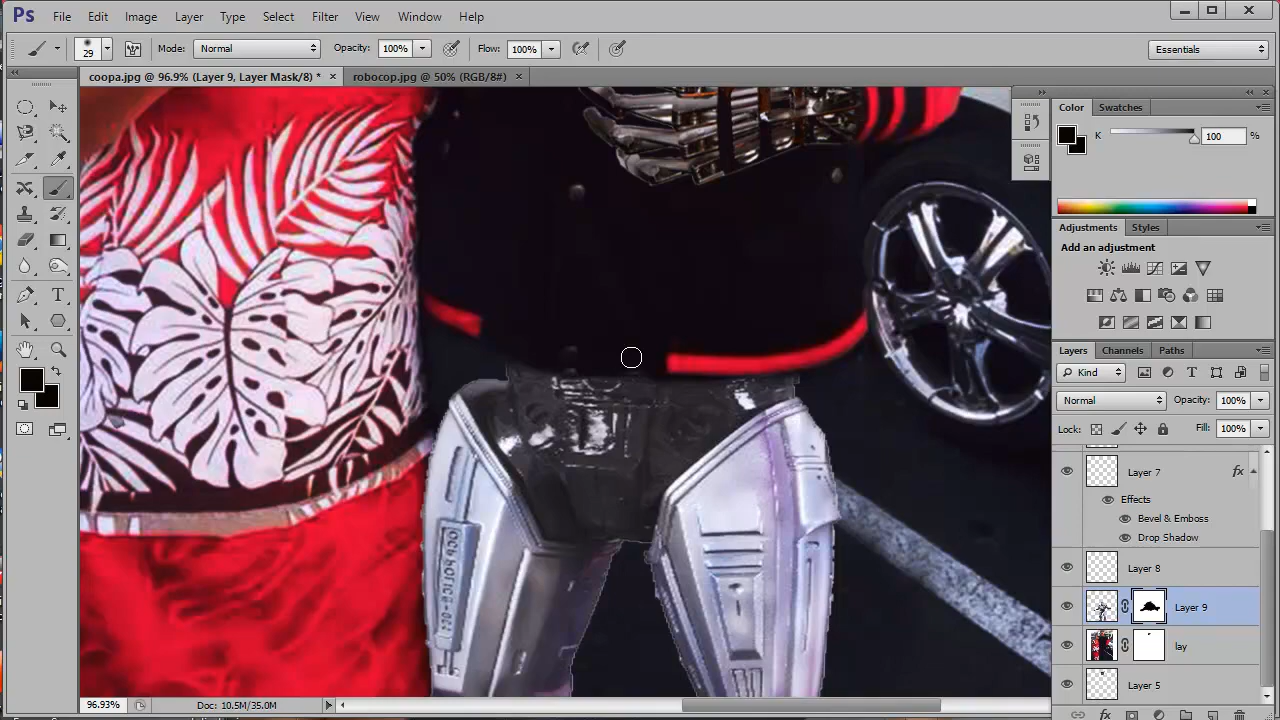 Ps File Edit Image Layer Type Select Filter View Window Help
29 Mode: Normal Opacity: 100% Flow: 100% Essentials
coopa.jpg @ 96.9% (Layer 9, Layer Mask/8) * × robocop.jpg @ 50% (RGB/8#) ×
Color Swatches
K 100 %
Adjustments Styles
Add an adjustment
Layers Channels Paths
Kind
Normal Opacity: 100%
Lock: Fill: 100%
Layer 7 fx
Effects
Bevel & Emboss
Drop Shadow
Layer 8
Layer 9
lay
Layer 5
OCP POLICE
96.93% Doc: 10.5M/35.0M